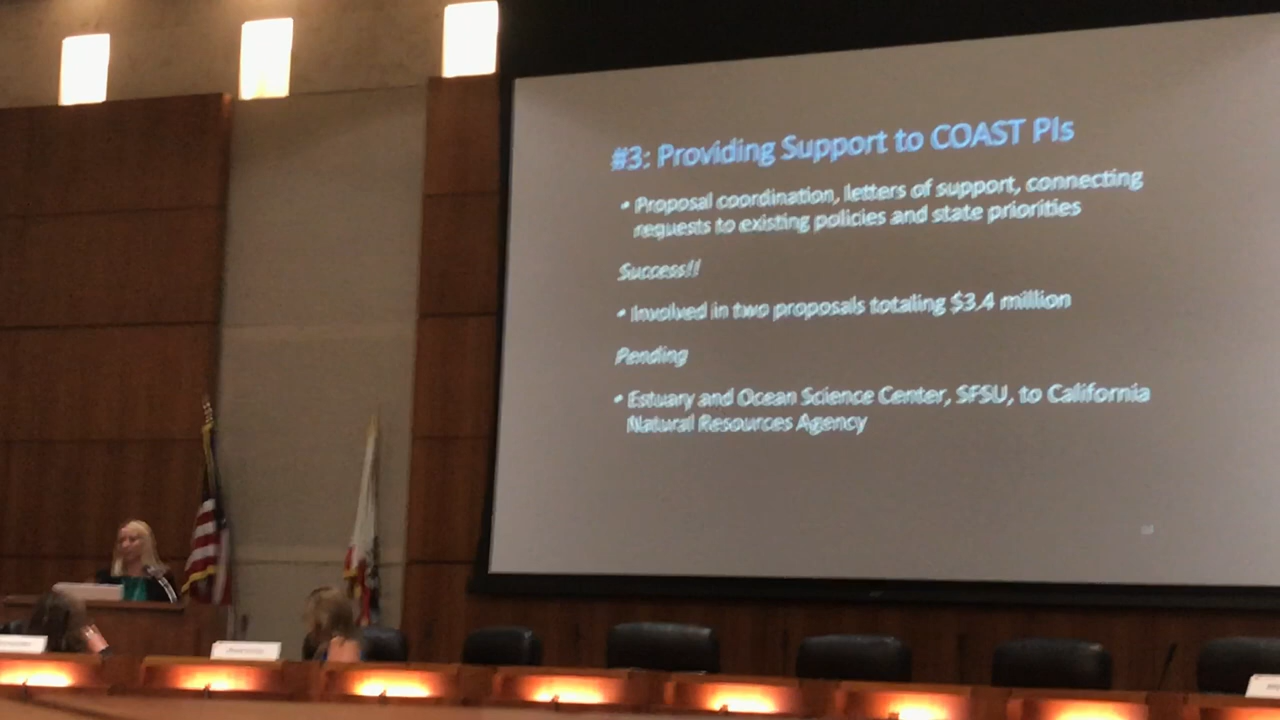 #3: Providing Support to COAST PIs
• Proposal coordination, letters of support, connecting
requests to existing policies and state priorities
Success!!
• Involved in two proposals totaling $3.4 million
Pending
• Estuary and Ocean Science Center, SFSU, to California
Natural Resources Agency